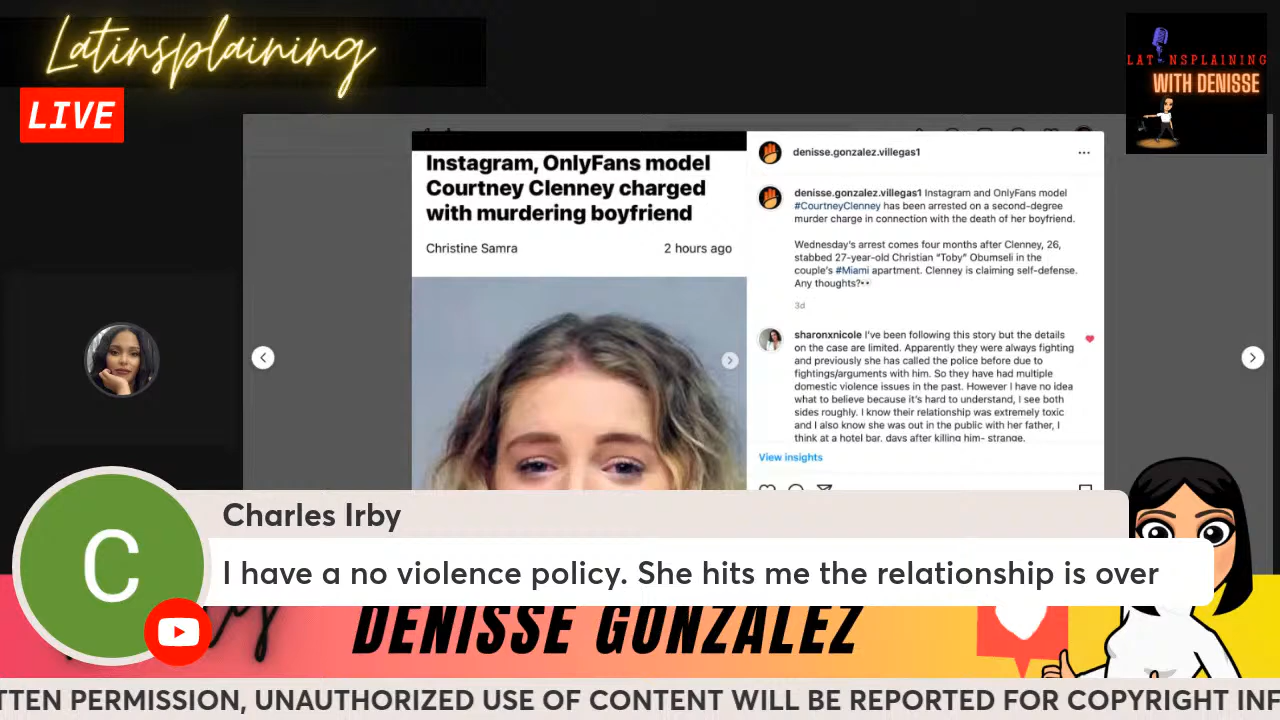 Latinsplaining
LIVE
LATINSPLAINING
WITH DENISSE
Instagram, OnlyFans model
Courtney Clenney charged
with murdering boyfriend
Christine Samra
2 hours ago
denisse.gonzalez.villegas1
denisse.gonzalez.villegas1 Instagram and OnlyFans model
#CourtneyClenney has been arrested on a second-degree
murder charge in connection with the death of her boyfriend.
Wednesday's arrest comes four months after Clenney, 26,
stabbed 27-year-old Christian “Toby” Obumseli in the
couple's #Miami apartment. Clenney is claiming self-defense.
Any thoughts?👀
3d
sharonxnicole I've been following this story but the details
on the case are limited. Apparently they were always fighting
and previously she has called the police before due to
fightings/arguments with him. So they have had multiple
domestic violence issues in the past. However I have no idea
what to believe because it's hard to understand, I see both
sides roughly. I know their relationship was extremely toxic
and I also know she was out in the public with her father, I
think at a hotel bar, days after killing him- strange.
View insights
C
Charles Irby
I have a no violence policy. She hits me the relationship is over
DENISSE GONZALEZ
TTEN PERMISSION, UNAUTHORIZED USE OF CONTENT WILL BE REPORTED FOR COPYRIGHT INF